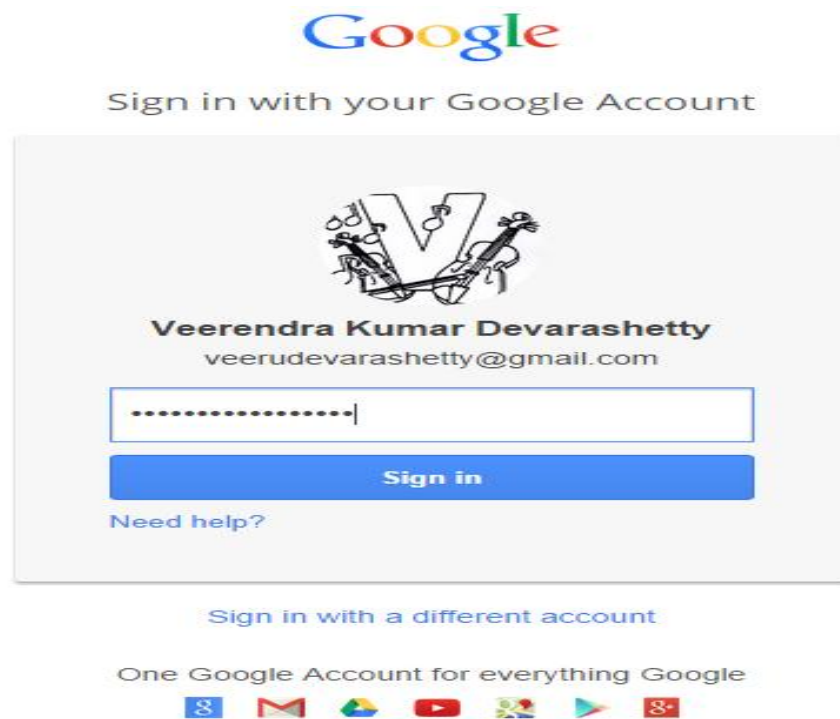 Google
Sign in with your Google Account
Veerendra Kumar Devarashetty
veerudevarashetty@gmail.com
•••••••••••••••••
Sign in
Need help?
Sign in with a different account
One Google Account for everything Google